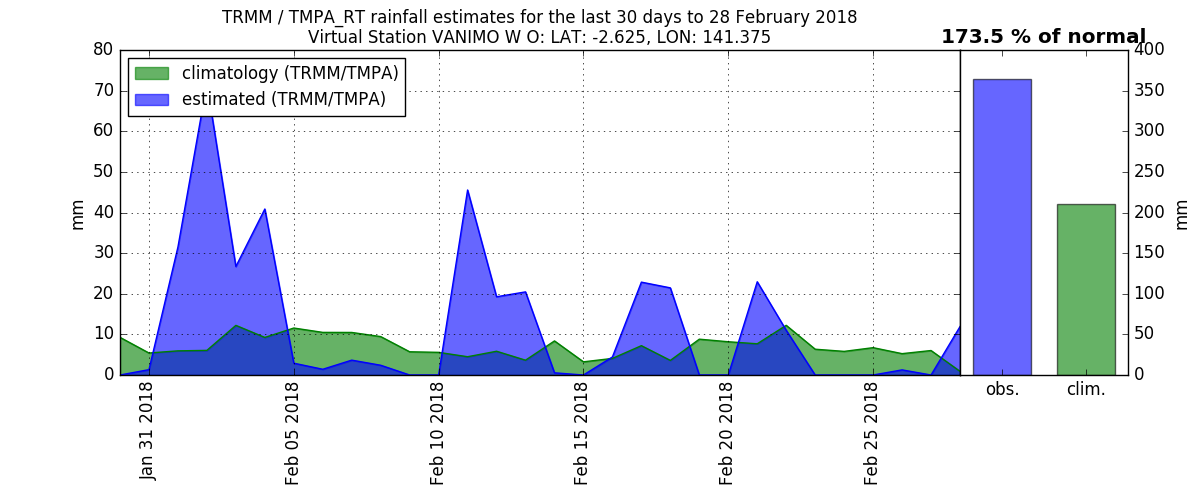 TRMM / TMPA_RT rainfall estimates for the last 30 days to 28 February 2018
Virtual Station VANIMO W O: LAT: -2.625, LON: 141.375
173.5 % of normal
climatology (TRMM/TMPA)
estimated (TRMM/TMPA)
80
70
60
50
40
30
20
10
0
mm
Jan 31 2018
Feb 05 2018
Feb 10 2018
Feb 15 2018
Feb 20 2018
Feb 25 2018
obs.
clim.
400
350
300
250
200
150
100
50
0
mm